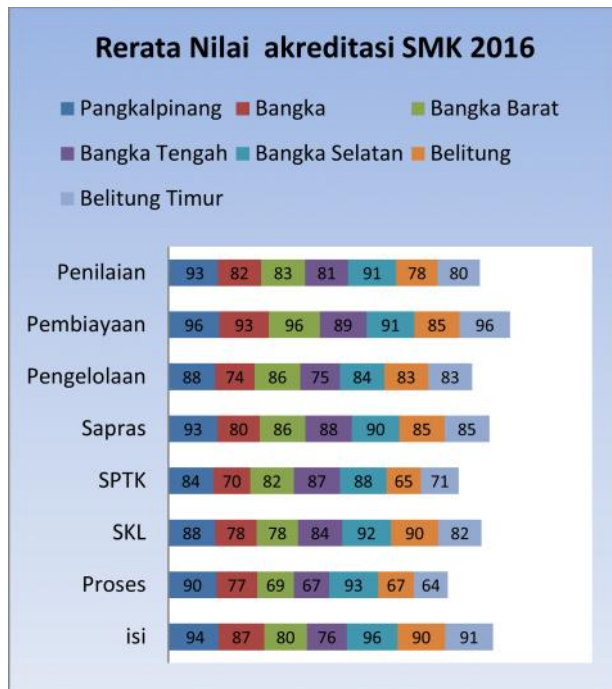 Rerata Nilai akreditasi SMK 2016
Pangkalpinang Bangka Bangka Barat
Bangka Tengah Bangka Selatan Belitung
Belitung Timur
Penilaian 93 82 83 81 91 78 80
Pembiayaan 96 93 96 89 91 85 96
Pengelolaan 88 74 86 75 84 83 83
Sapras 93 80 86 88 90 85 85
SPTK 84 70 82 87 88 65 71
SKL 88 78 78 84 92 90 82
Proses 90 77 69 67 93 67 64
isi 94 87 80 76 96 90 91